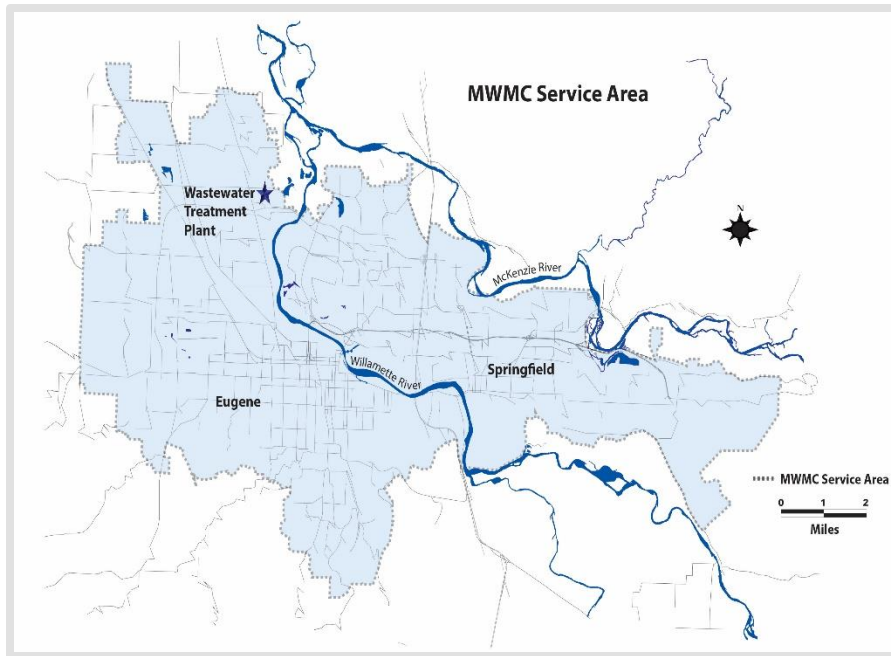 MWMC Service Area
Wastewater
Treatment
Plant
N
McKenzie River
Willamette River
Springfield
Eugene
MWMC Service Area
0 1 2
Miles